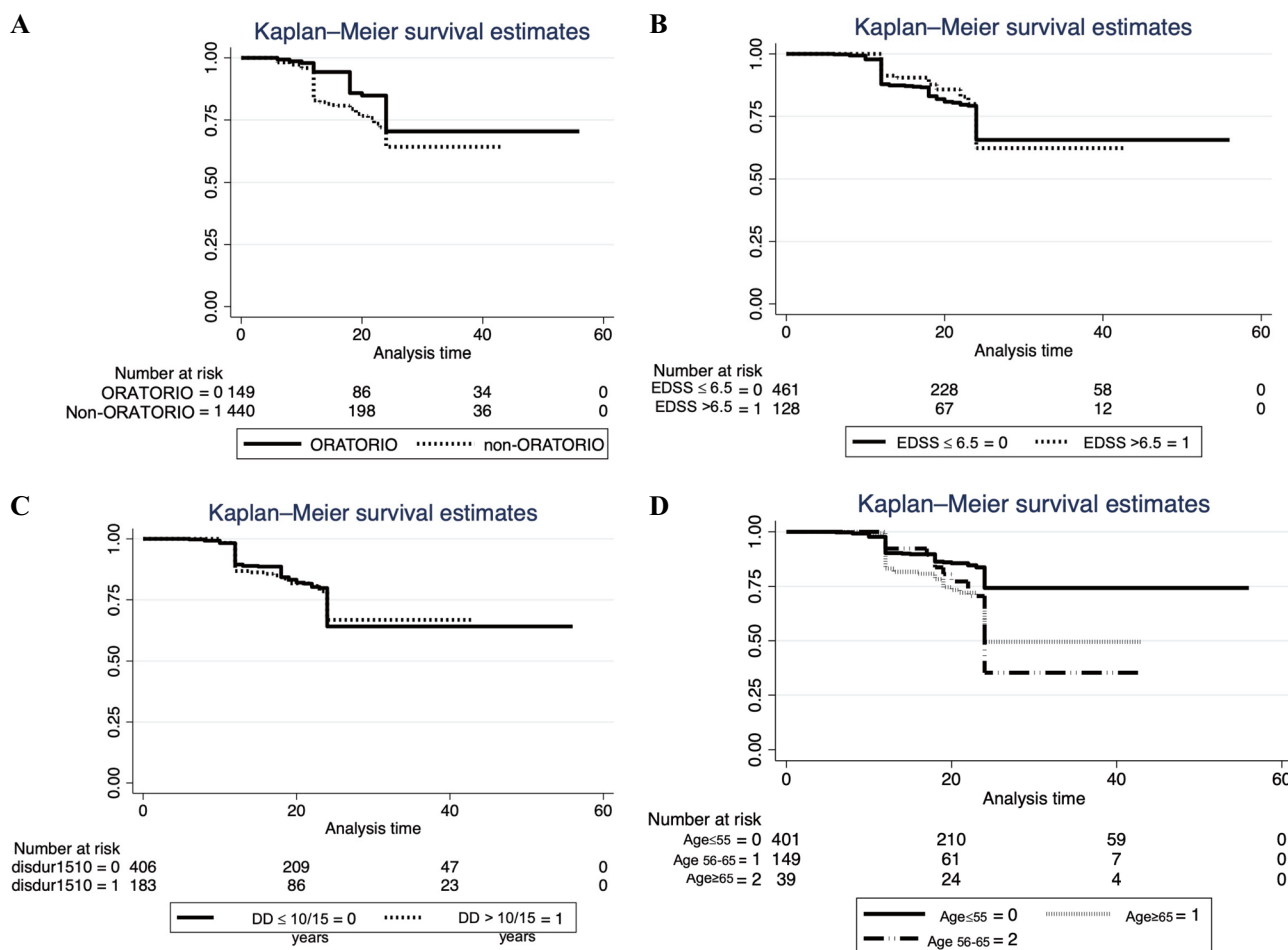 A
Kaplan–Meier survival estimates
1.00
0.75
0.50
0.25
0.00
0 20 40 60
Analysis time
Number at risk
ORATORIO = 0 149 86 34 0
Non-ORATORIO = 1 440 198 36 0
ORATORIO non-ORATORIO
B
Kaplan–Meier survival estimates
1.00
0.75
0.50
0.25
0.00
0 20 40 60
Analysis time
Number at risk
EDSS ≤ 6.5 = 0 461 228 58 0
EDSS >6.5 = 1 128 67 12 0
EDSS ≤ 6.5 = 0 EDSS >6.5 = 1
C
Kaplan–Meier survival estimates
1.00
0.75
0.50
0.25
0.00
0 20 40 60
Analysis time
Number at risk
disdur1510 = 0 406 209 47 0
disdur1510 = 1 183 86 23 0
DD ≤ 10/15 = 0 DD > 10/15 = 1
years years
D
Kaplan–Meier survival estimates
1.00
0.75
0.50
0.25
0.00
0 20 40 60
Analysis time
Number at risk
Age≤55 = 0 401 210 59 0
Age 56-65 = 1 149 61 7 0
Age≥65 = 2 39 24 4 0
Age≤55 = 0 Age≥65 = 1
Age 56-65 = 2